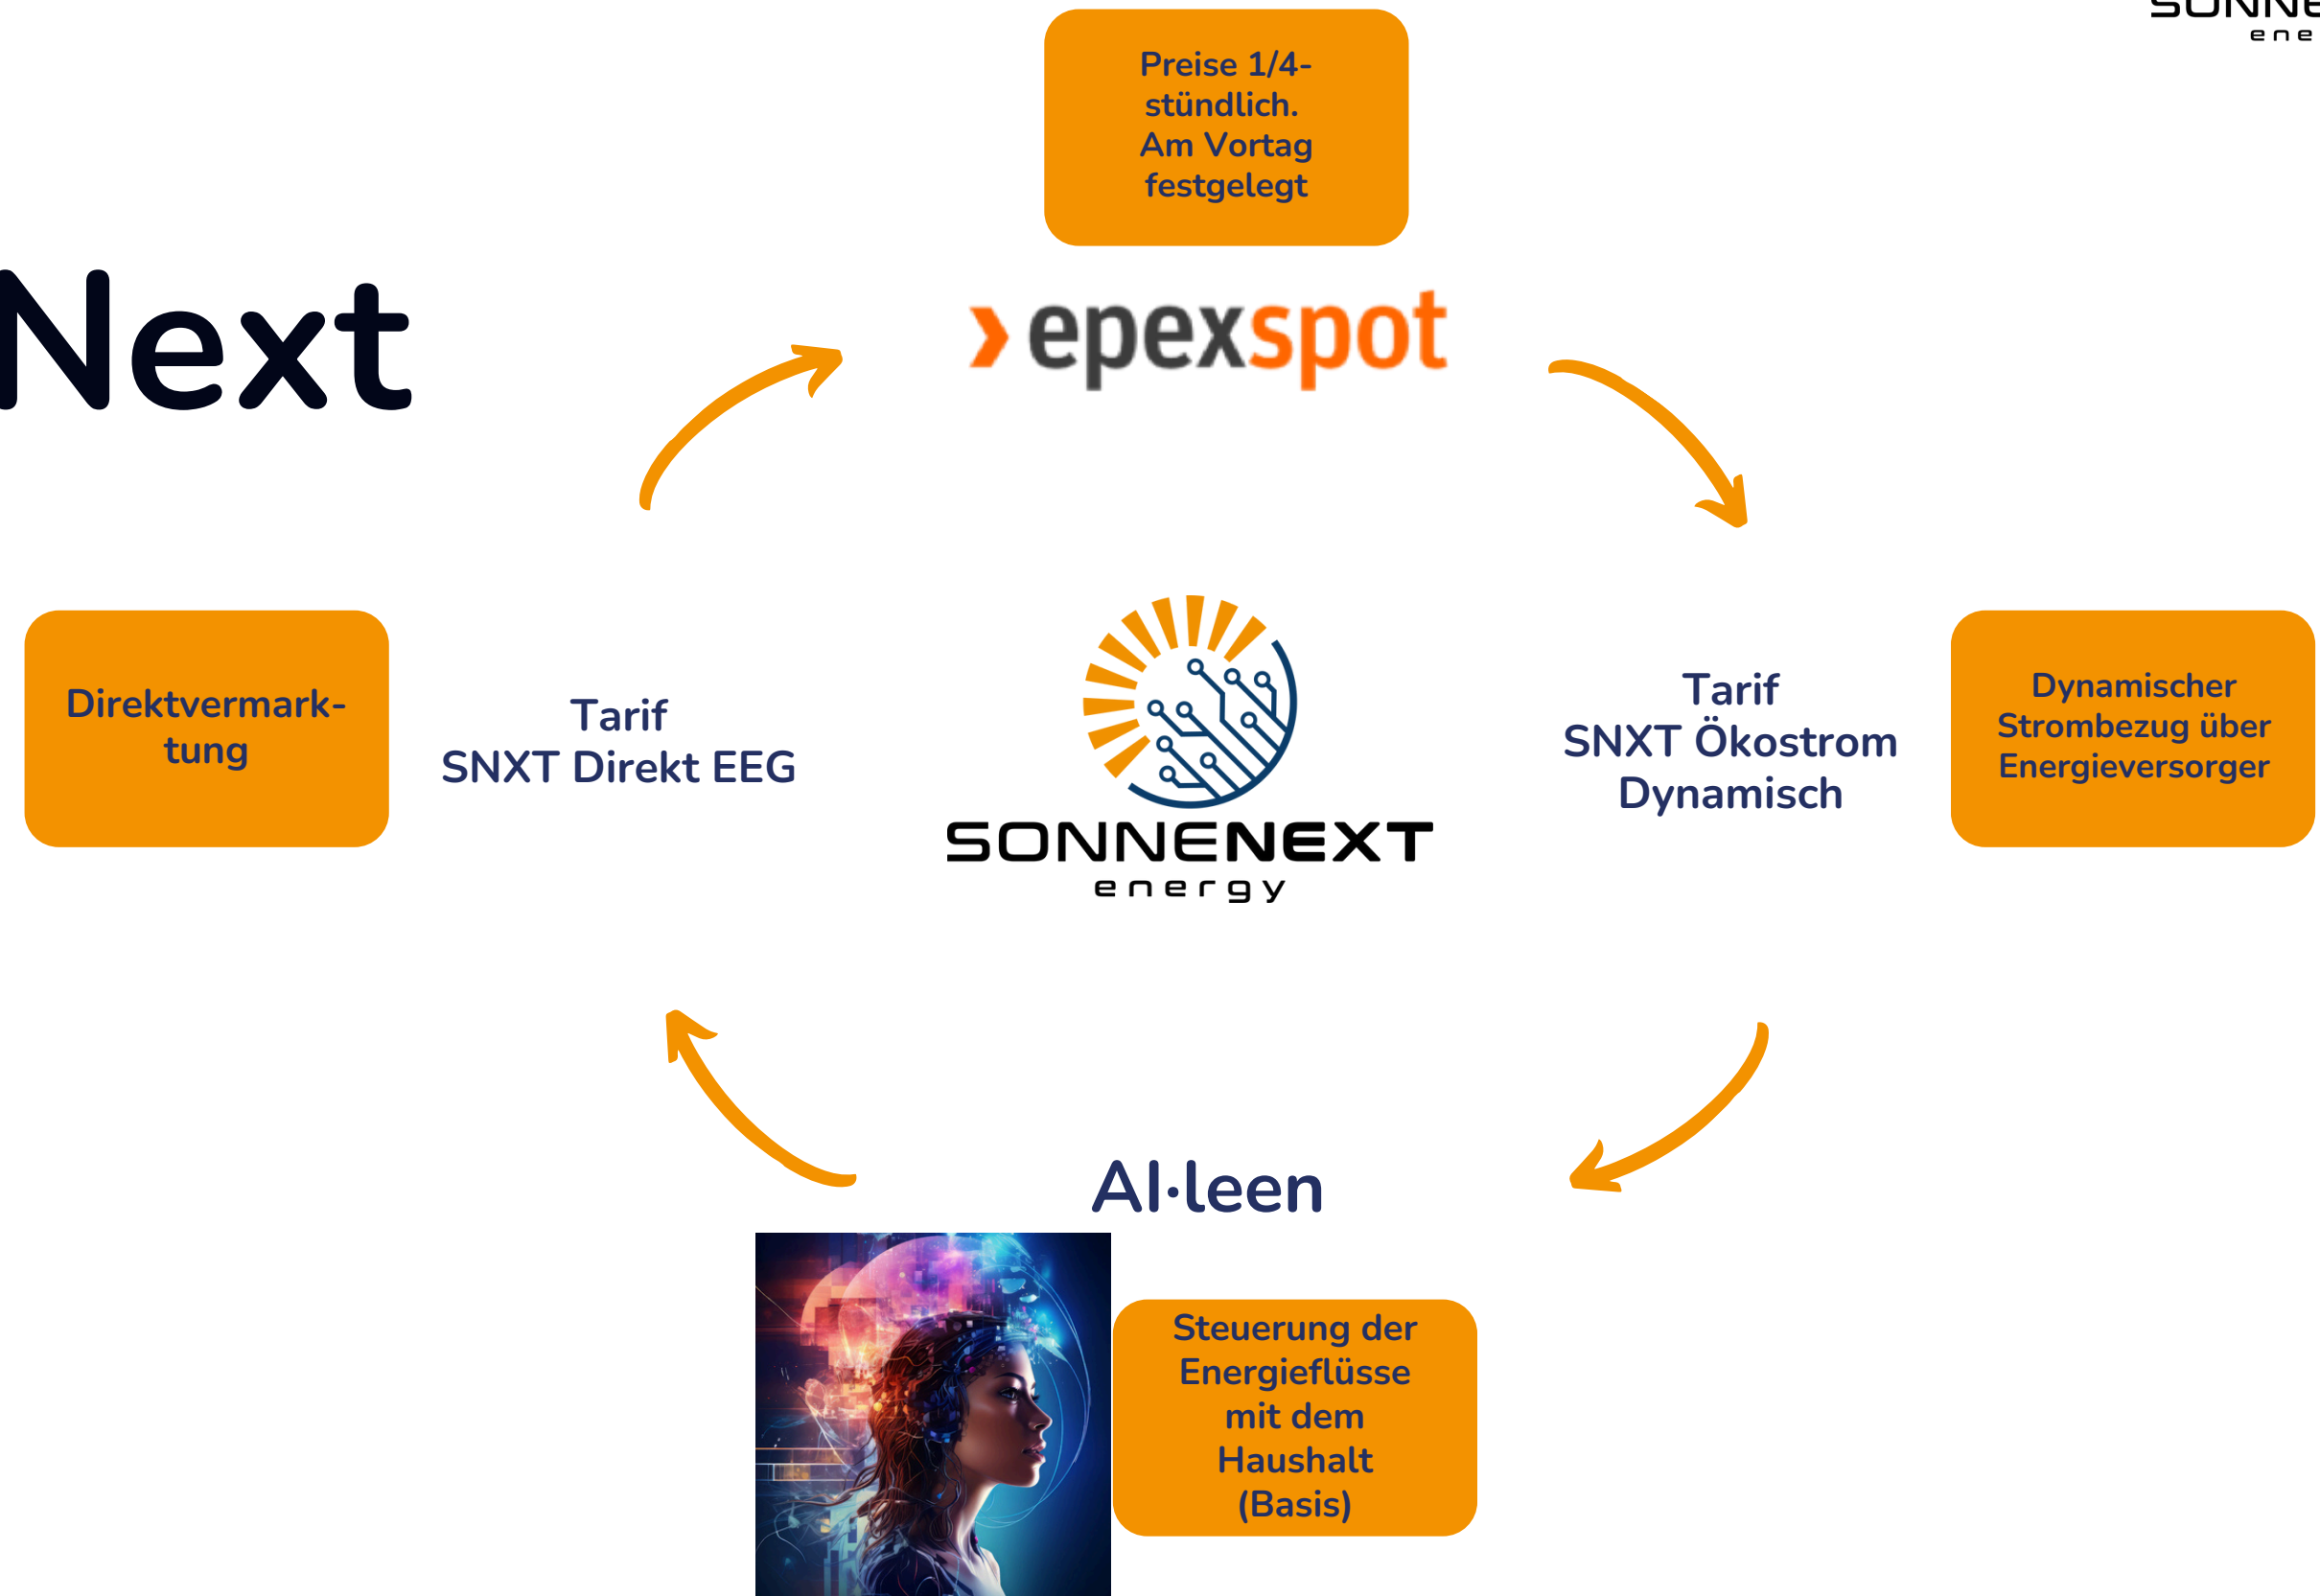 Preise 1/4-
stündlich.
Am Vortag
festgelegt
Next
epexspot
Direktvermark-
tung
Tarif
SNXT Direkt EEG
SONNENEXT
energy
Tarif
SNXT Ökostrom
Dynamisch
Dynamischer
Strombezug über
Energieversorger
AI·leen
Steuerung der
Energieflüsse
mit dem
Haushalt
(Basis)